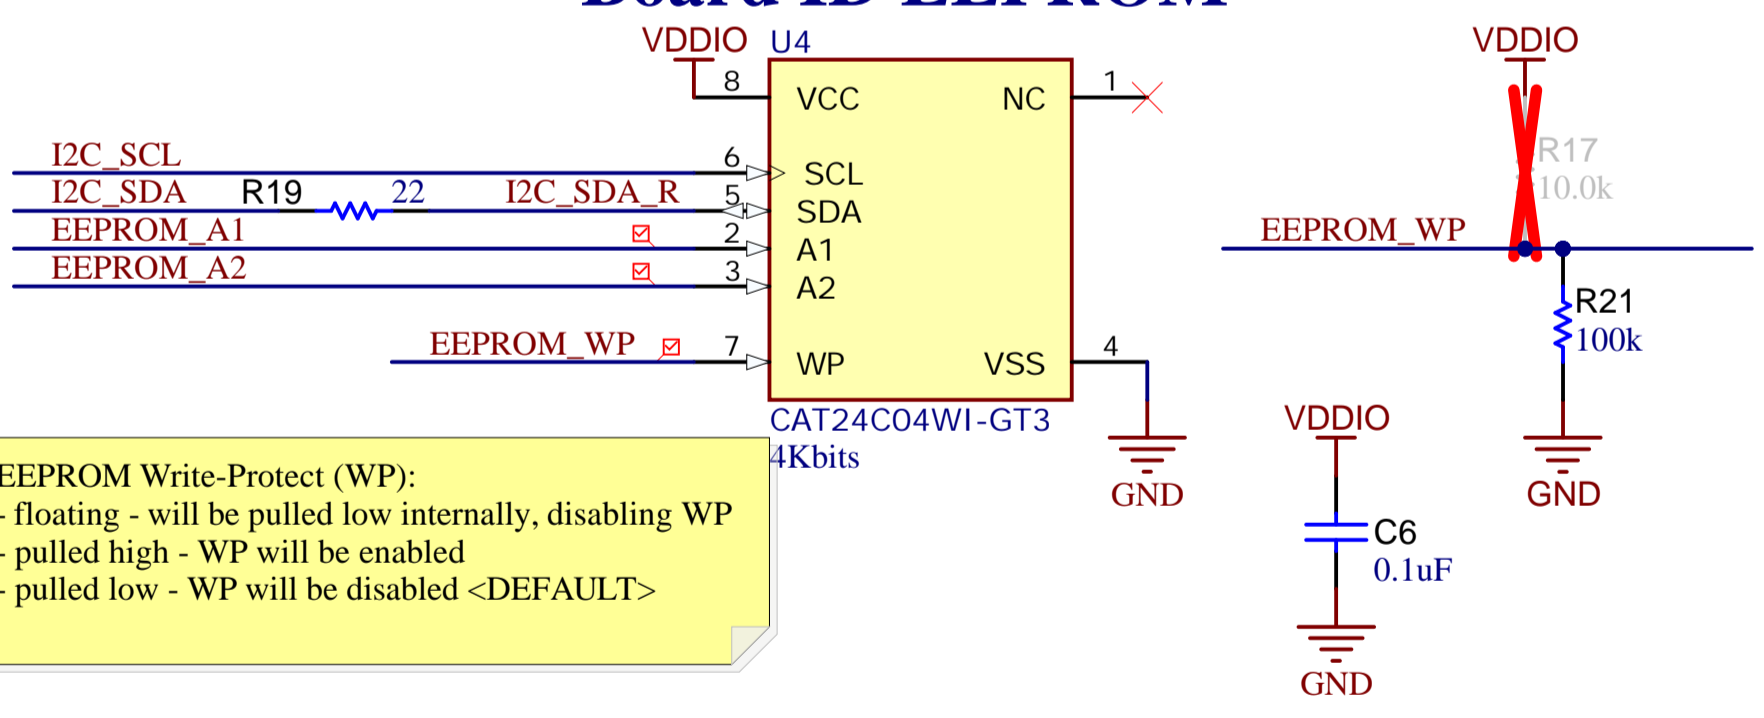 Board ID EEPROM
VDDIO
U4
8
VCC
NC
1
I2C_SCL
6
SCL
I2C_SDA
R19
22
I2C_SDA_R
5
SDA
EEPROM_A1
2
A1
EEPROM_A2
3
A2
EEPROM_WP
7
WP
VSS
4
CAT24C04WI-GT3
4Kbits
GND
VDDIO
R17
10.0k
EEPROM_WP
R21
100k
GND
VDDIO
C6
0.1uF
GND
EEPROM Write-Protect (WP):
- floating - will be pulled low internally, disabling WP
- pulled high - WP will be enabled
- pulled low - WP will be disabled <DEFAULT>